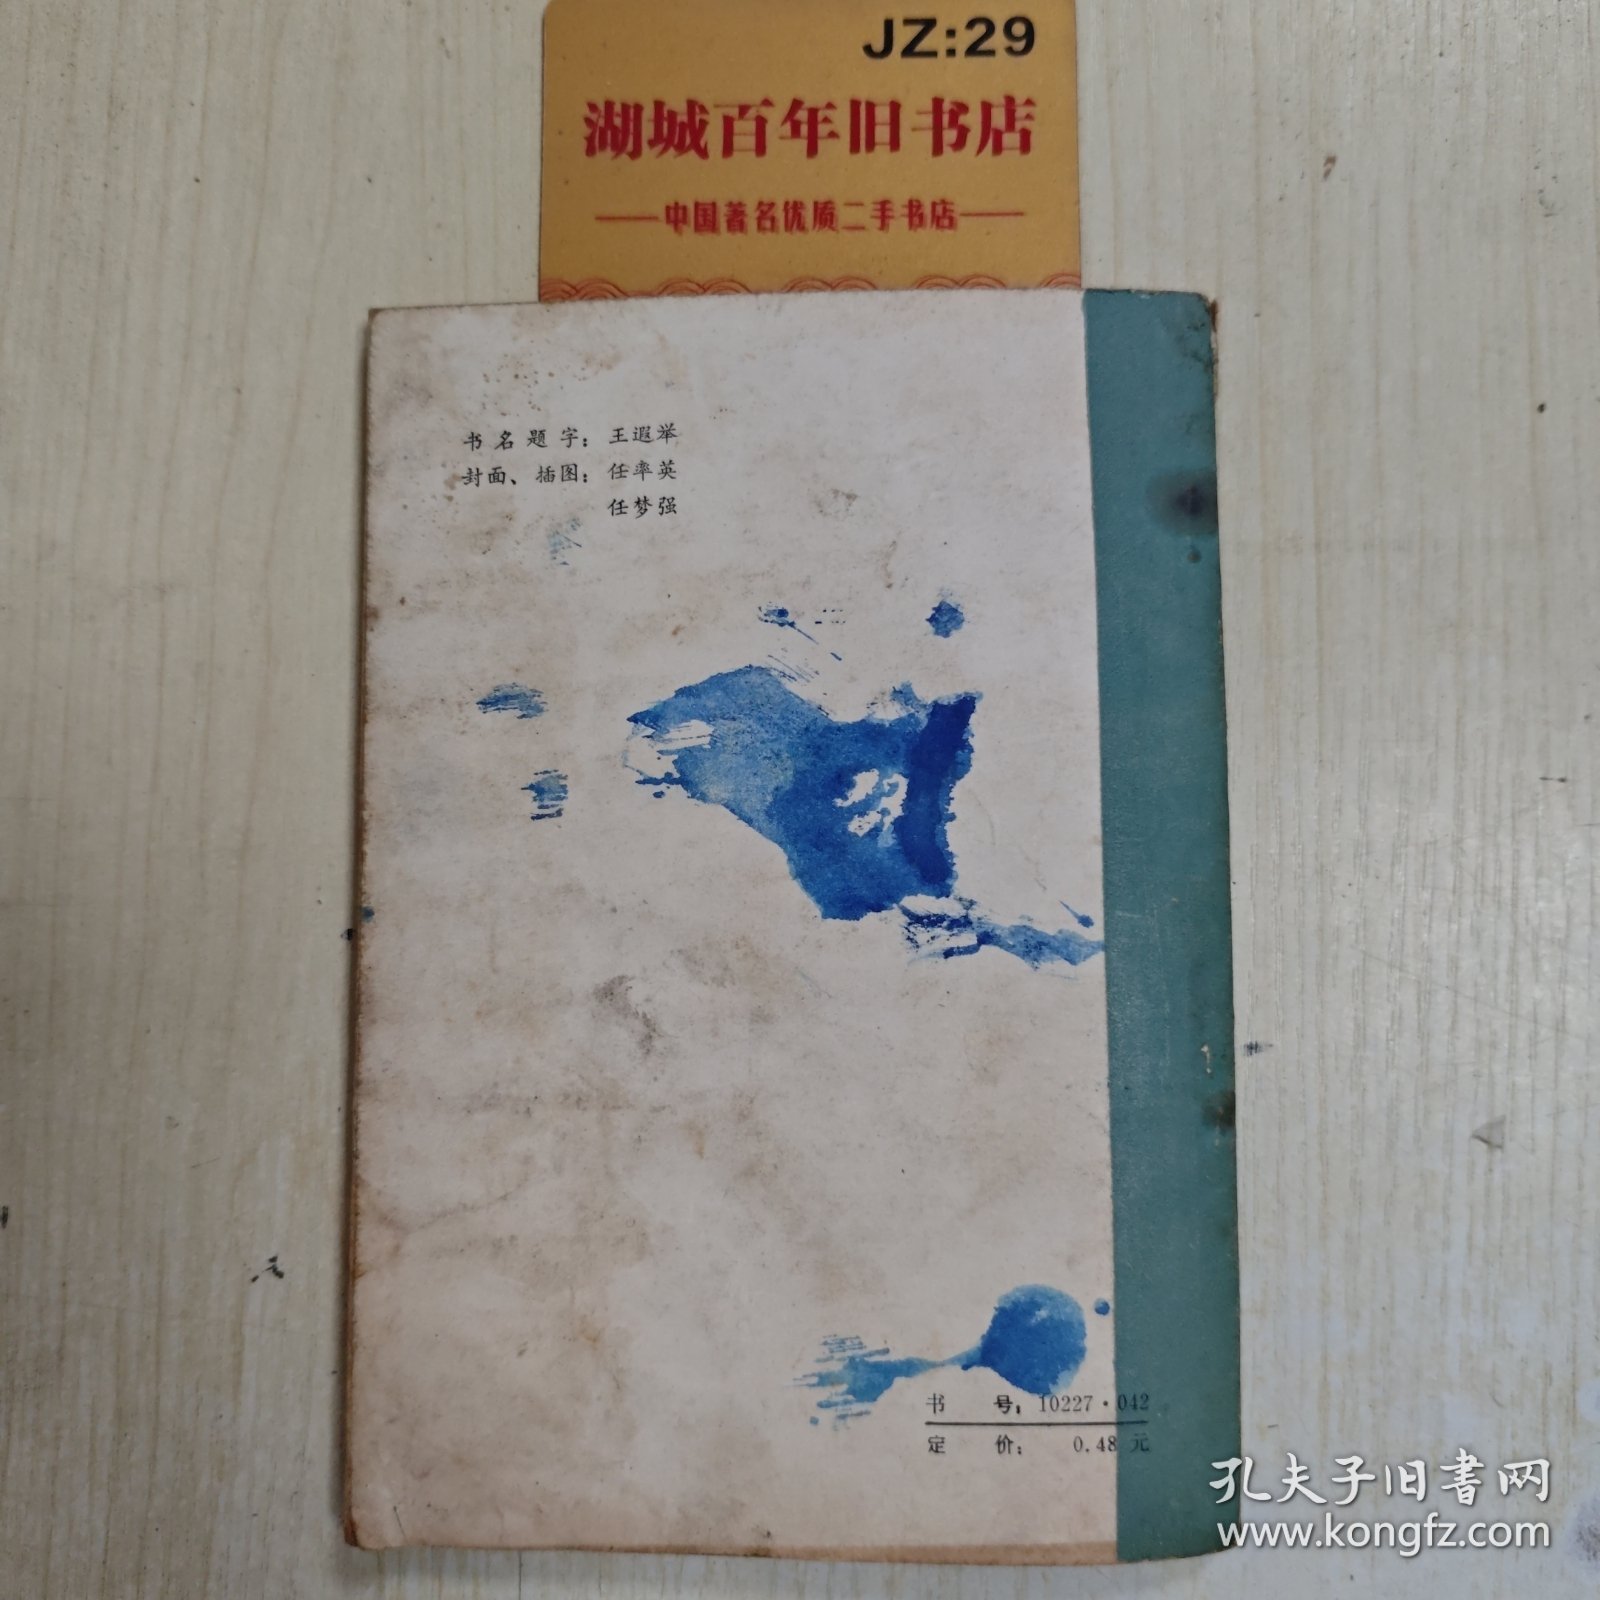 JZ:29
湖城百年旧书店
——中国著名优质二手书店——
书名题字：王遐举
封面、插图：任率英
任梦强
书 号：10227·042
定 价：0.48元
孔夫子旧书网
www.kongfz.com